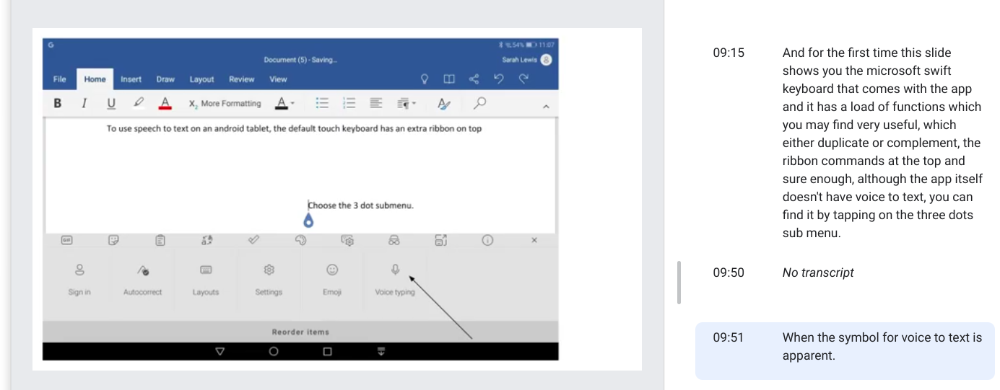 G
54% 11:07
Document (5) - Saving...
Sarah Lewis
File Home Insert Draw Layout Review View
B I U A X₂ More Formatting A
To use speech to text on an android tablet, the default touch keyboard has an extra ribbon on top
Choose the 3 dot submenu.
GIF
Sign in Autocorrect Layouts Settings Emoji Voice typing
Reorder items
09:15 And for the first time this slide
shows you the microsoft swift
keyboard that comes with the app
and it has a load of functions which
you may find very useful, which
either duplicate or complement, the
ribbon commands at the top and
sure enough, although the app itself
doesn't have voice to text, you can
find it by tapping on the three dots
sub menu.
09:50 No transcript
09:51 When the symbol for voice to text is
apparent.